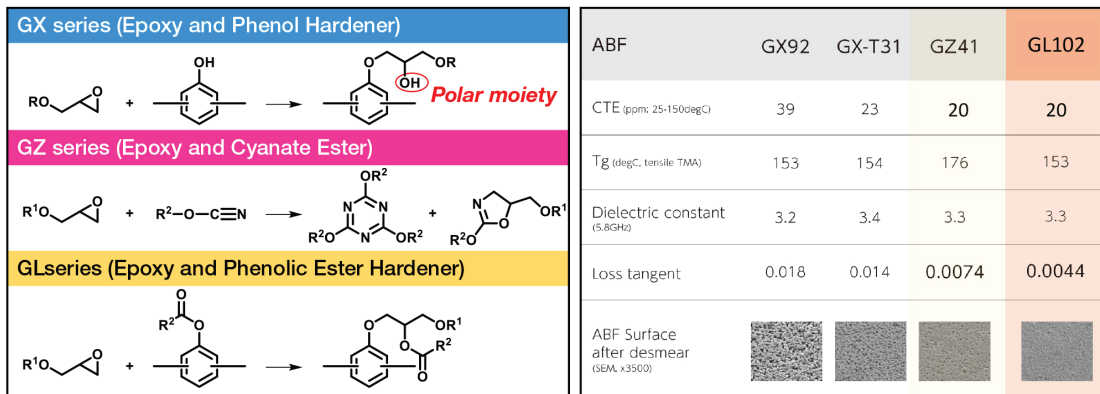 GX series (Epoxy and Phenol Hardener)
RO
O
+
OH
O
OR
OH
Polar moiety
GZ series (Epoxy and Cyanate Ester)
R¹O
O
+
R²–O–C≡N
OR²
N
N
N
R²O
OR²
+
N
O
R²O
OR¹
GLseries (Epoxy and Phenolic Ester Hardener)
R¹O
O
+
O
R²
O
O
OR¹
O
R²
O
ABF GX92 GX-T31 GZ41 GL102
CTE (ppm; 25-150degC) 39 23 20 20
Tg (degC, tensile TMA) 153 154 176 153
Dielectric constant 3.2 3.4 3.3 3.3
(5.8GHz)
Loss tangent 0.018 0.014 0.0074 0.0044
ABF Surface
after desmear
(SEM, x3500)